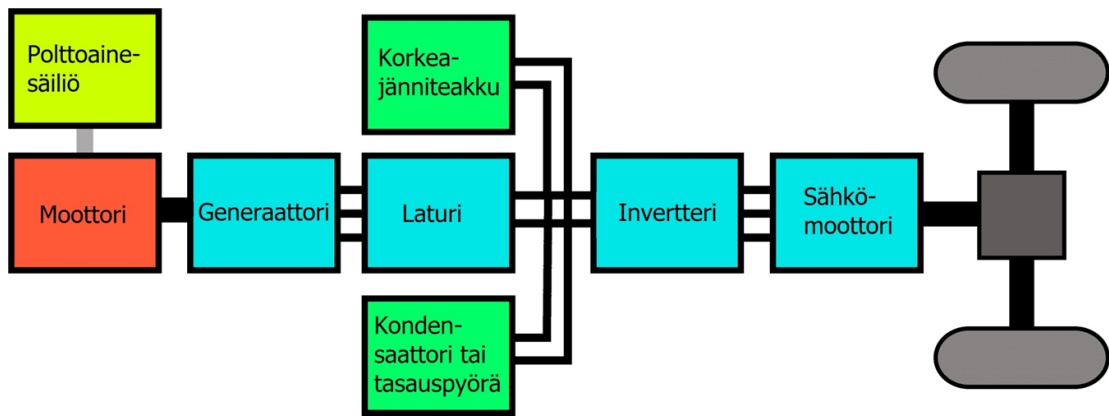 Polttoaine-
säiliö
Korkea-
jänniteakku
Moottori
Generaattori
Laturi
Invertteri
Sähkö-
moottori
Konden-
saattori tai
tasauspyörä